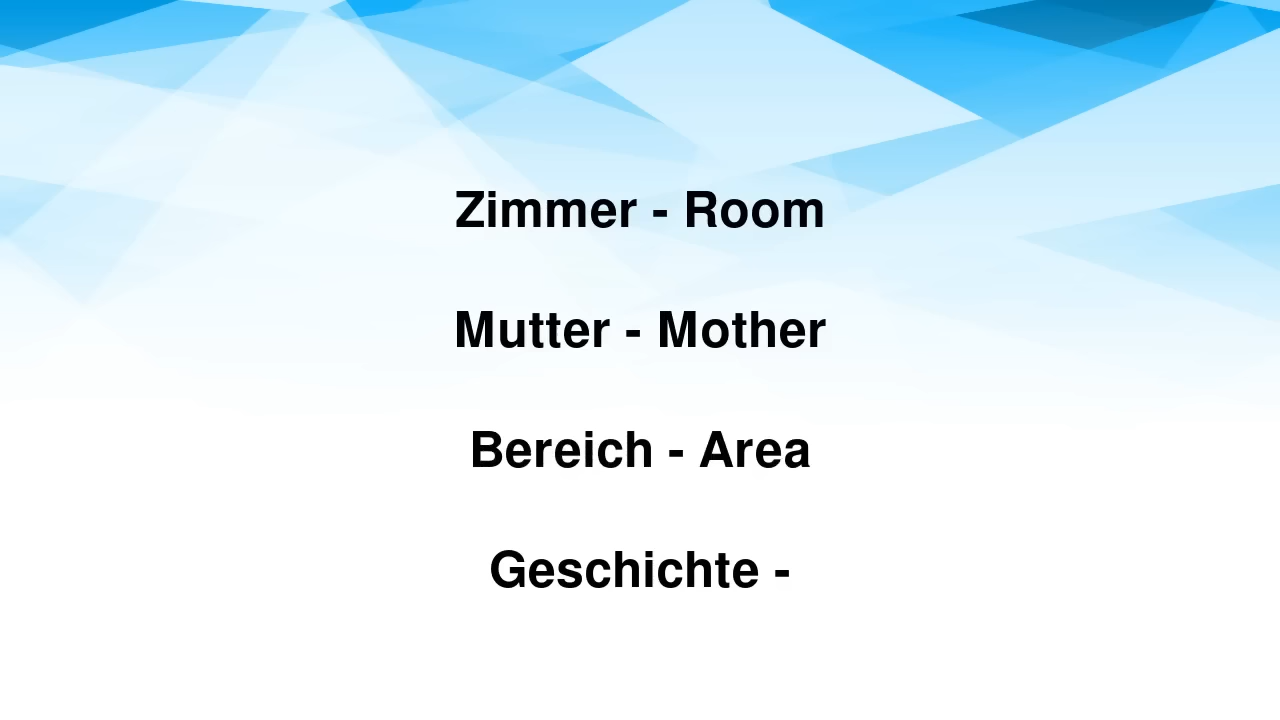 Zimmer - Room
Mutter - Mother
Bereich - Area
Geschichte -